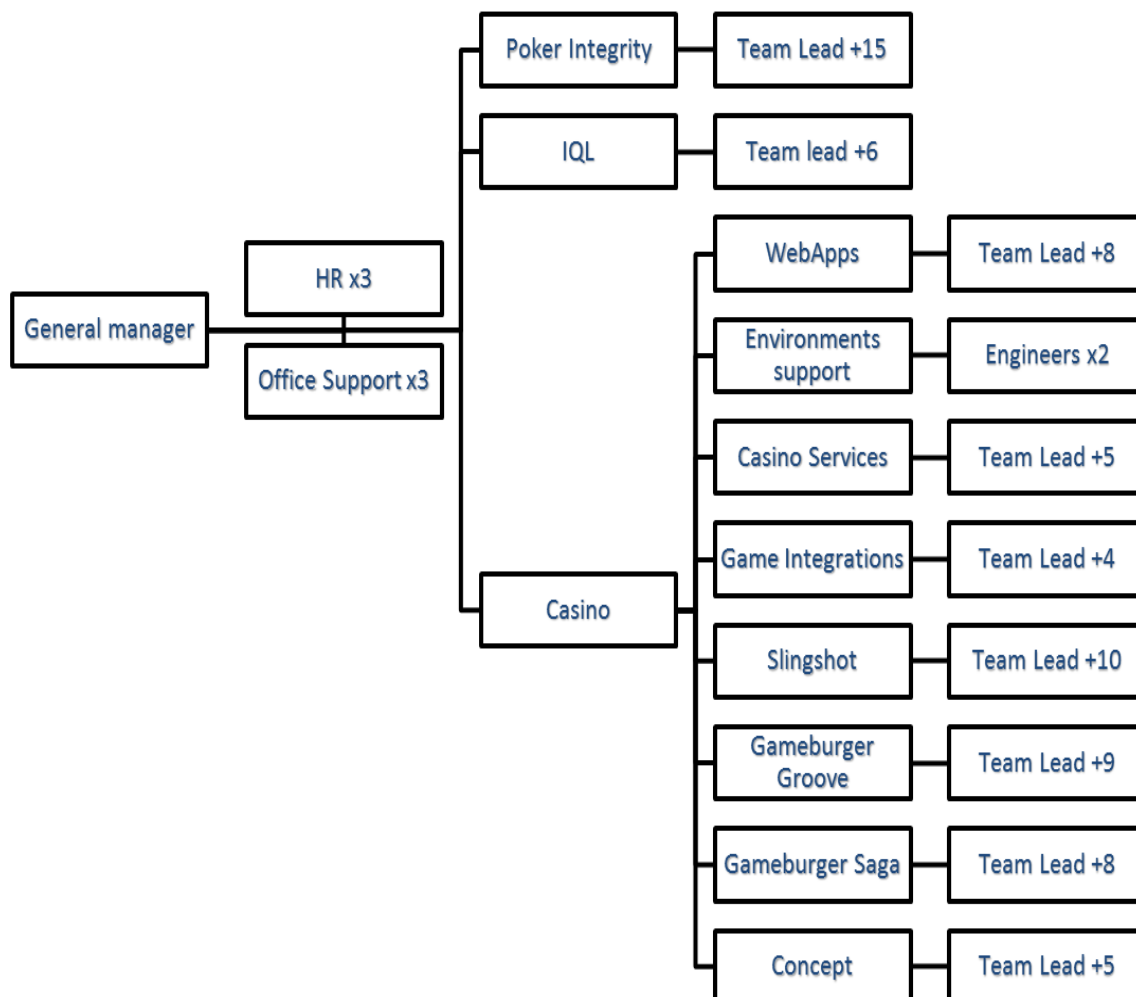 Poker Integrity
Team Lead +15
IQL
Team lead +6
WebApps
Team Lead +8
HR x3
General manager
Office Support x3
Environments
support
Engineers x2
Casino Services
Team Lead +5
Game Integrations
Team Lead +4
Casino
Slingshot
Team Lead +10
Gameburger
Groove
Team Lead +9
Gameburger Saga
Team Lead +8
Concept
Team Lead +5